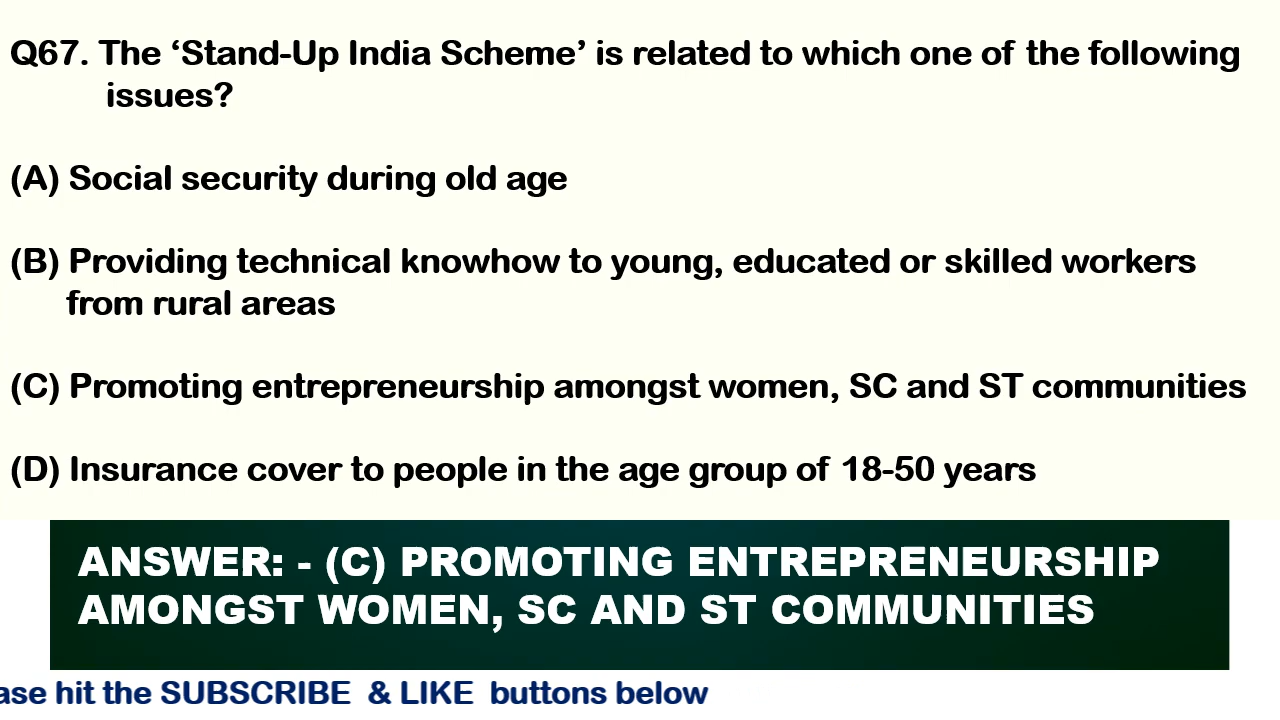 Q67. The ‘Stand-Up India Scheme’ is related to which one of the following
issues?
(A) Social security during old age
(B) Providing technical knowhow to young, educated or skilled workers
from rural areas
(C) Promoting entrepreneurship amongst women, SC and ST communities
(D) Insurance cover to people in the age group of 18-50 years
ANSWER: - (C) PROMOTING ENTREPRENEURSHIP
AMONGST WOMEN, SC AND ST COMMUNITIES
ase hit the SUBSCRIBE & LIKE buttons below